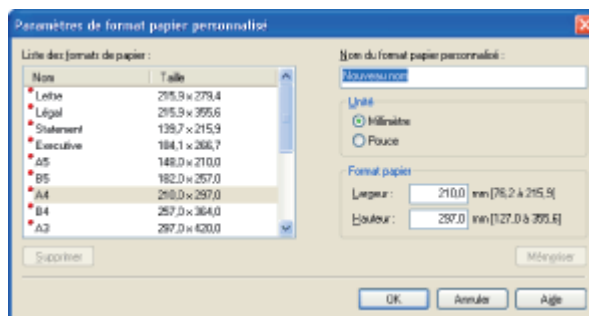 Paramètres de format papier personnalisé
Liste des formats de papier :
Nom Taille
Lettre 215,9 x 279,4
Légal 215,9 x 355,6
Statement 139,7 x 215,9
Executive 184,1 x 266,7
A5 148,0 x 210,0
B5 182,0 x 257,0
A4 210,0 x 297,0
B4 257,0 x 364,0
A3 297,0 x 420,0
Supprimer
Nom du format papier personnalisé :
Nouveau nom
Unité
Millimètre
Pouce
Format papier
Largeur : 210,0 mm [76,2 à 215,9]
Hauteur : 297,0 mm [127,0 à 355,6]
Mémoriser
OK Annuler Aide